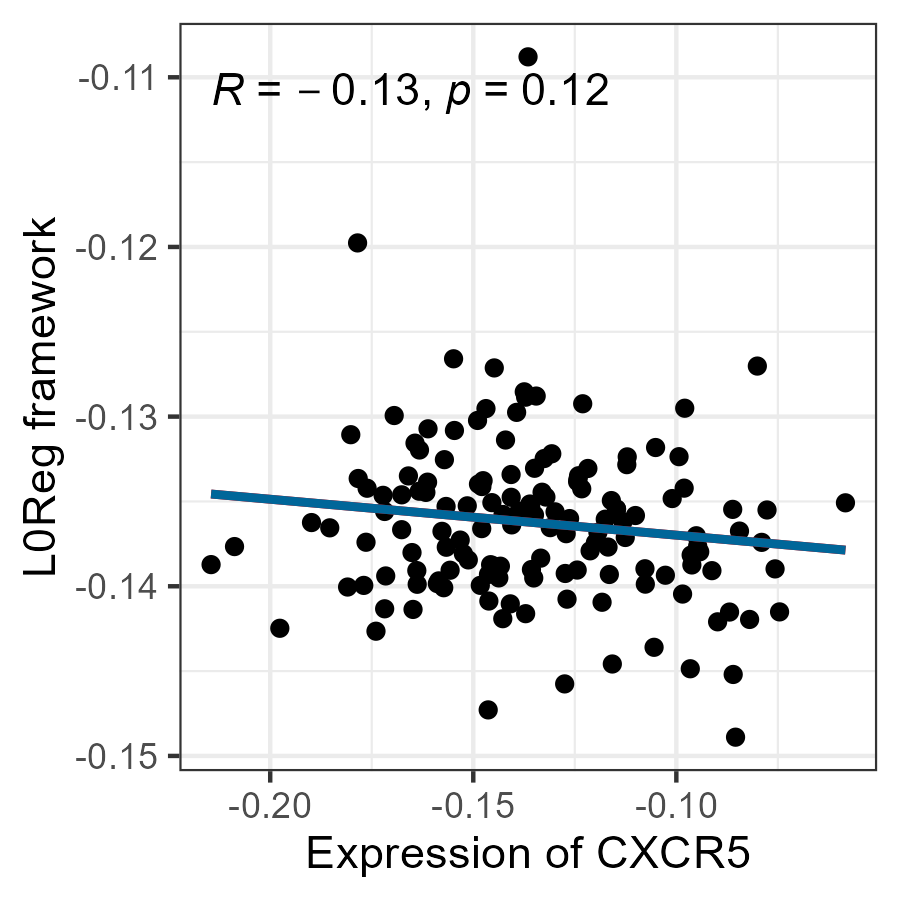 R = − 0.13, p = 0.12
L0Reg framework
-0.11
-0.12
-0.13
-0.14
-0.15
-0.20
-0.15
-0.10
Expression of CXCR5